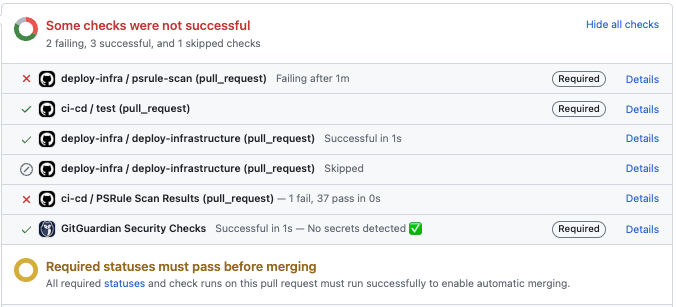 Some checks were not successful
Hide all checks
2 failing, 3 successful, and 1 skipped checks
deploy-infra / psrule-scan (pull_request) Failing after 1m Required Details
ci-cd / test (pull_request) Required Details
deploy-infra / deploy-infrastructure (pull_request) Successful in 1s Details
deploy-infra / deploy-infrastructure (pull_request) Skipped Details
ci-cd / PSRule Scan Results (pull_request) — 1 fail, 37 pass in 0s Details
GitGuardian Security Checks Successful in 1s — No secrets detected ✅ Required Details
Required statuses must pass before merging
All required statuses and check runs on this pull request must run successfully to enable automatic merging.